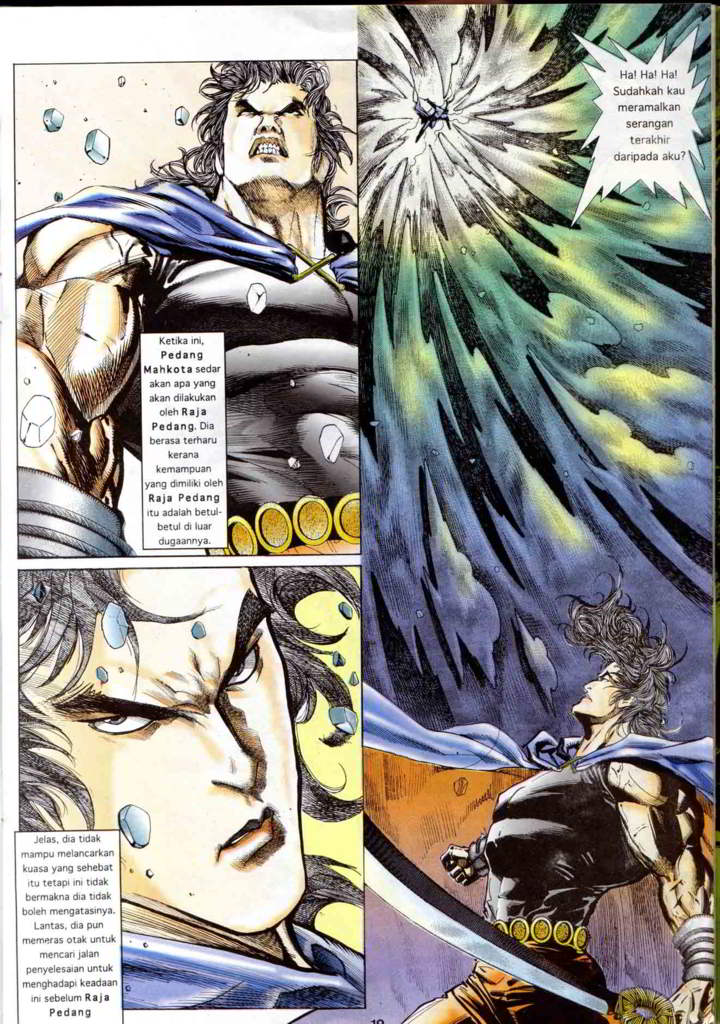 Ketika ini,
Pedang
Mahkota sedar
akan apa yang
akan dilakukan
oleh Raja
Pedang. Dia
berasa terharu
kerana
kemampuan
yang dimiliki oleh
Raja Pedang
itu adalah betul-
betul di luar
dugaannya.
Jelas, dia tidak
mampu melancarkan
kuasa yang sehebat
itu tetapi ini tidak
bermakna dia tidak
boleh mengatasinya.
Lantas, dia pun
memeras otak untuk
mencari jalan
penyelesaian untuk
menghadapi keadaan
ini sebelum Raja
Pedang
Ha! Ha! Ha!
Sudahkah kau
meramalkan
serangan
terakhir
daripada aku?